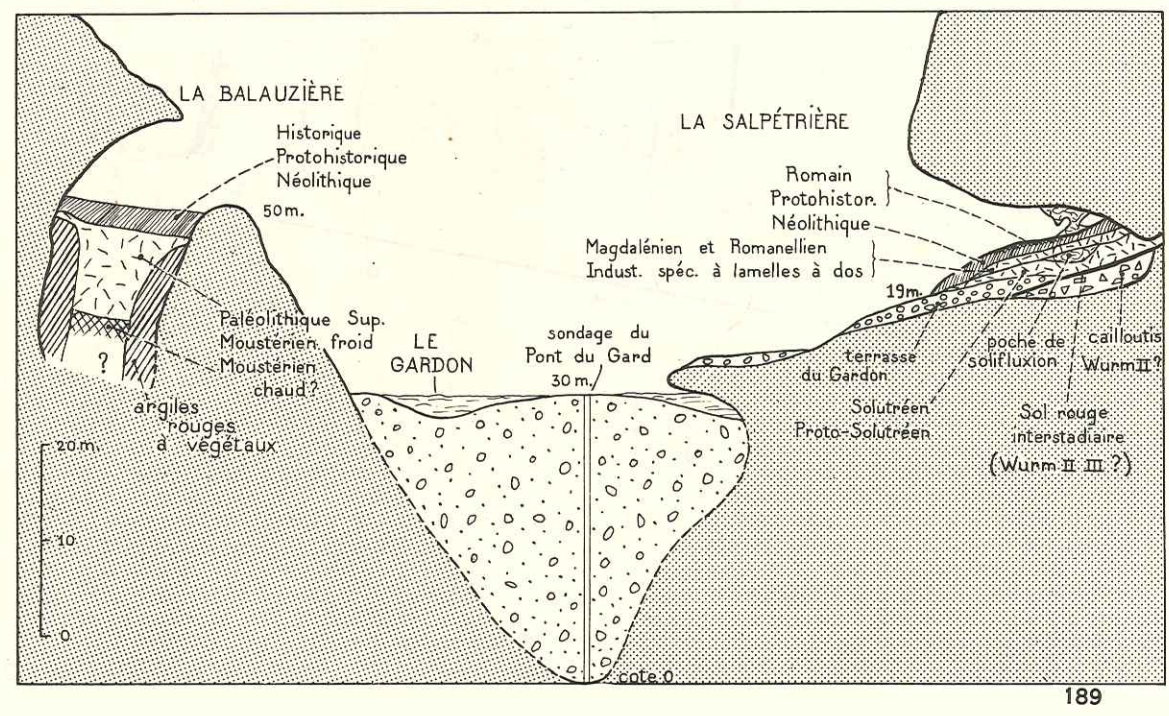 LA BALAUZIÈRE
Historique
Protohistorique
Néolithique
50 m.
Paléolithique Sup.
Moustérien froid
Moustérien
chaud ?
?
argiles
rouges
à végétaux
20 m.
10
0
LE
GARDON
sondage du
Pont du Gard
30 m.
cote 0
LA SALPÉTRIÈRE
Romain
Protohistor.
Néolithique
Magdalénien et Romanellien
Indust. spéc. à lamelles à dos
19m.
terrasse
du Gardon
Solutréen
Proto-Solutréen
poche de
solifluxion
cailloutis
Wurm II ?
Sol rouge
interstadiaire
(Wurm II III ?)
189